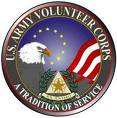 U.S. ARMY VOLUNTEER CORPS
A TRADITION OF SERVICE